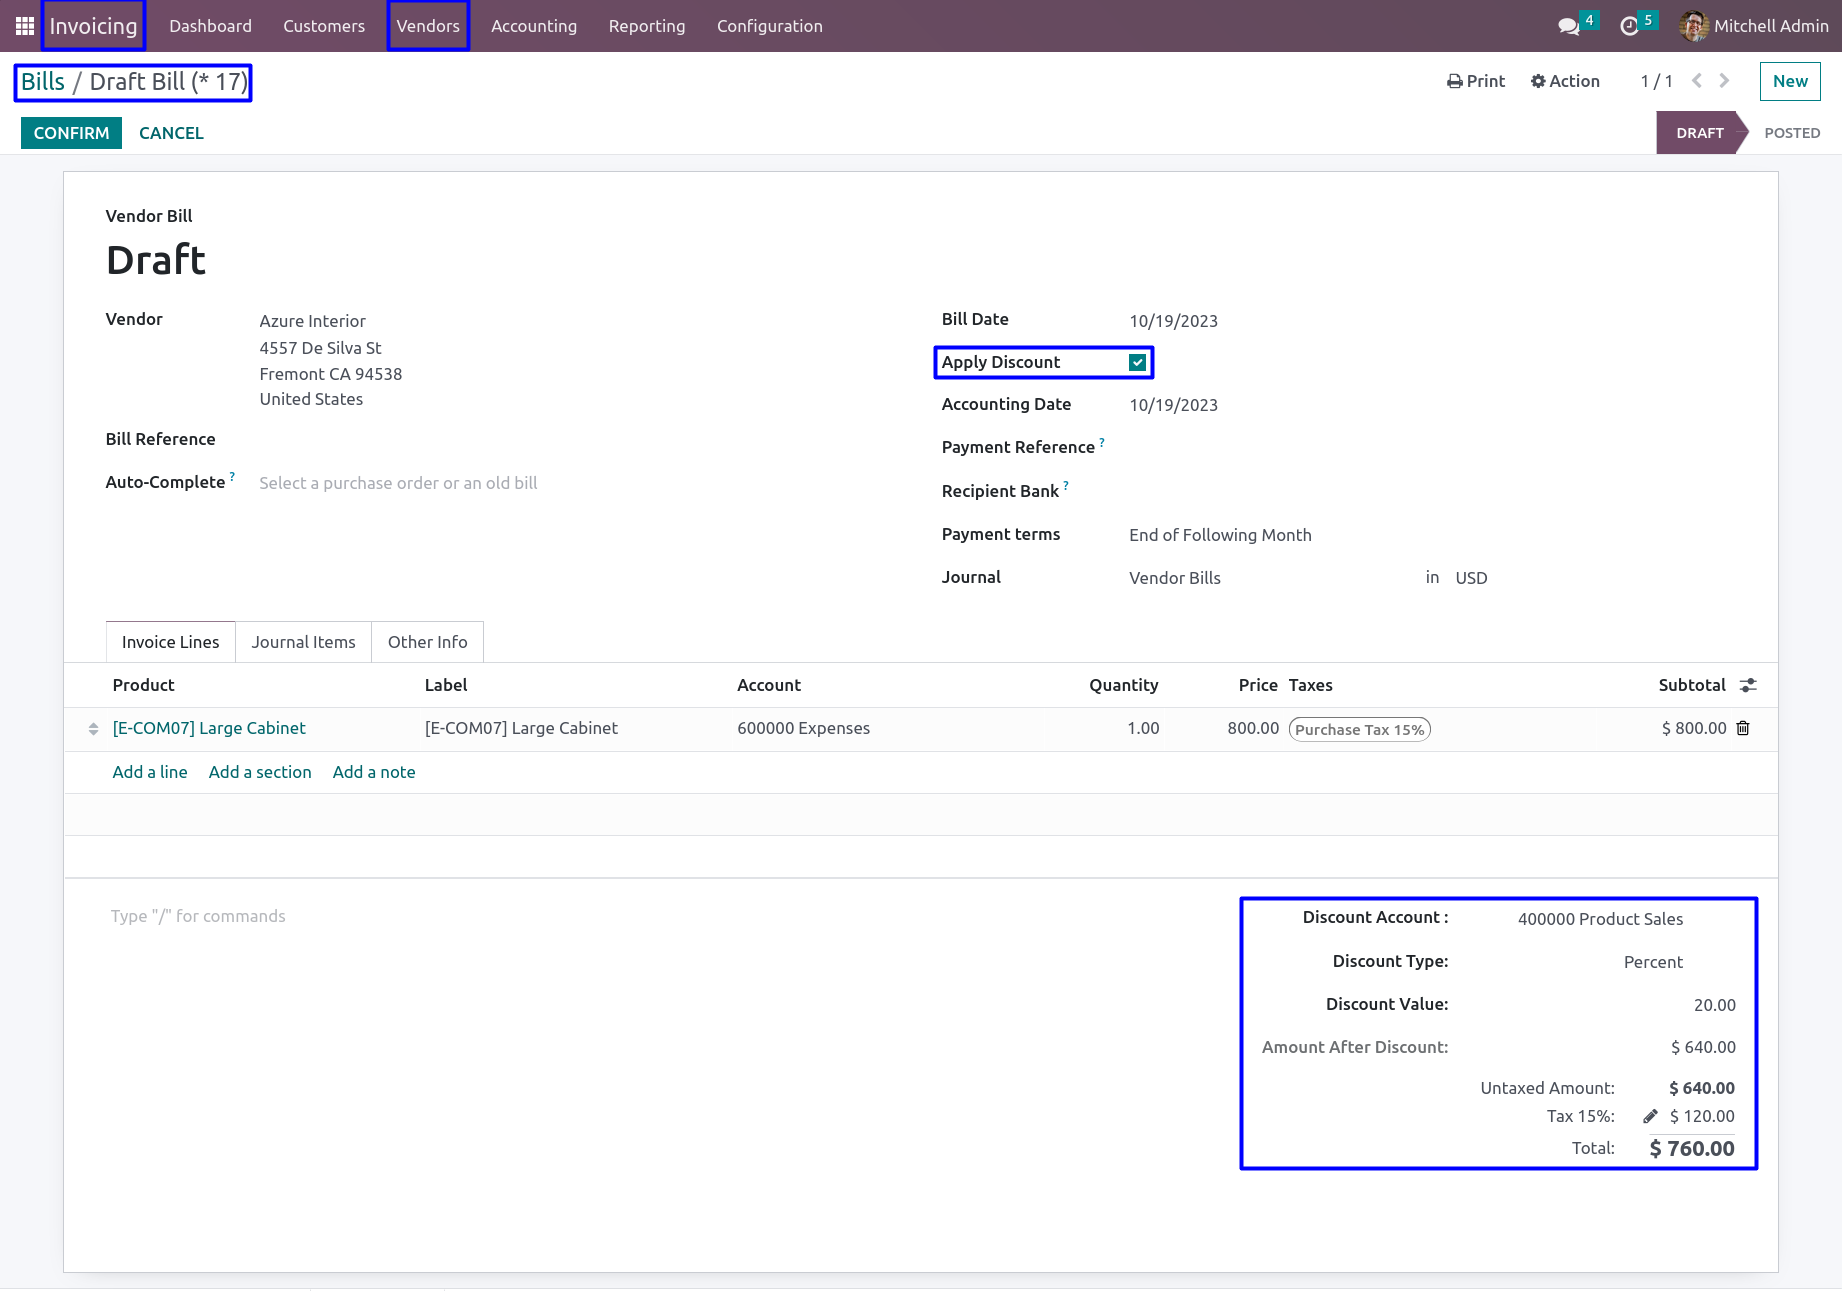 Invoicing Dashboard Customers Vendors Accounting Reporting Configuration 4 5 Mitchell Admin
Bills / Draft Bill (* 17) Print Action 1 / 1 New
CONFIRM CANCEL DRAFT POSTED
Vendor Bill
Draft
Vendor Azure Interior
4557 De Silva St
Fremont CA 94538
United States
Bill Reference
Auto-Complete ? Select a purchase order or an old bill
Bill Date 10/19/2023
Apply Discount
Accounting Date 10/19/2023
Payment Reference ?
Recipient Bank ?
Payment terms End of Following Month
Journal Vendor Bills in USD
Invoice Lines Journal Items Other Info
Product Label Account Quantity Price Taxes Subtotal
[E-COM07] Large Cabinet [E-COM07] Large Cabinet 600000 Expenses 1.00 800.00 Purchase Tax 15% $ 800.00
Add a line Add a section Add a note
Type "/" for commands
Discount Account : 400000 Product Sales
Discount Type: Percent
Discount Value: 20.00
Amount After Discount: $ 640.00
Untaxed Amount: $ 640.00
Tax 15%: $ 120.00
Total: $ 760.00